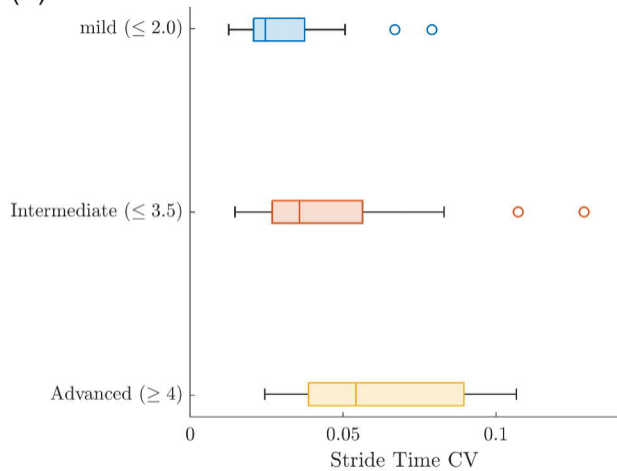 mild (≤ 2.0)
Intermediate (≤ 3.5)
Advanced (≥ 4)
0 0.05 0.1
Stride Time CV